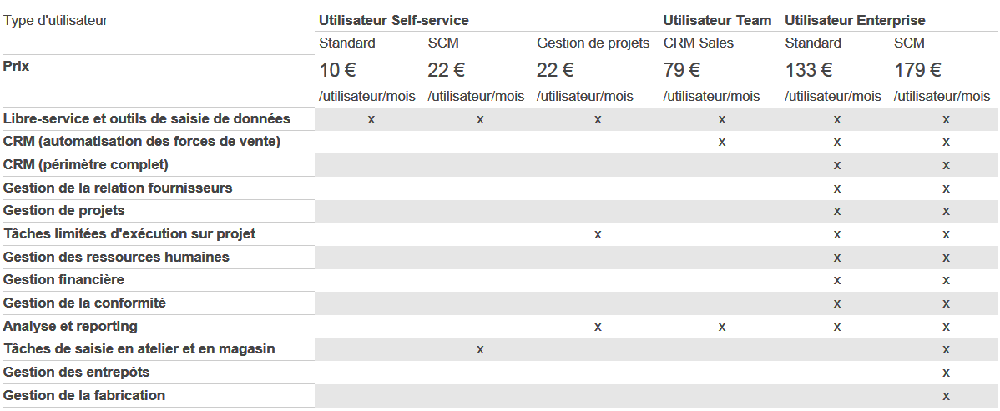 Type d'utilisateur Utilisateur Self-service Utilisateur Team Utilisateur Enterprise
Standard SCM Gestion de projets CRM Sales Standard SCM
Prix 10 € 22 € 22 € 79 € 133 € 179 €
/utilisateur/mois /utilisateur/mois /utilisateur/mois /utilisateur/mois /utilisateur/mois /utilisateur/mois
Libre-service et outils de saisie de données x x x x x x
CRM (automatisation des forces de vente) x x x
CRM (périmètre complet) x x
Gestion de la relation fournisseurs x x
Gestion de projets x x
Tâches limitées d'exécution sur projet x x x
Gestion des ressources humaines x x
Gestion financière x x
Gestion de la conformité x x
Analyse et reporting x x x x
Tâches de saisie en atelier et en magasin x x
Gestion des entrepôts x
Gestion de la fabrication x